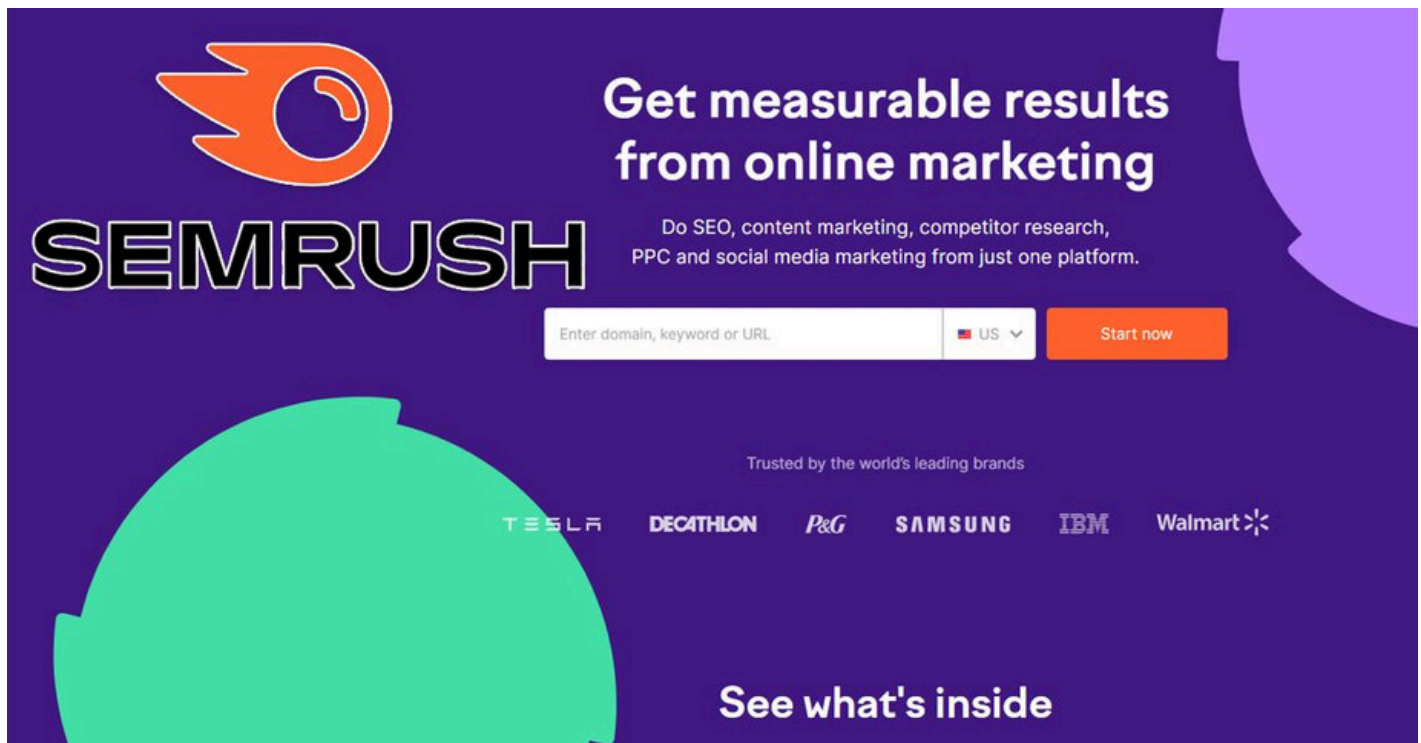 SEMRUSH
Get measurable results
from online marketing
Do SEO, content marketing, competitor research,
PPC and social media marketing from just one platform.
Enter domain, keyword or URL
US
Start now
Trusted by the world's leading brands
TESLA
DECATHLON
P&G
SAMSUNG
IBM
Walmart
See what's inside